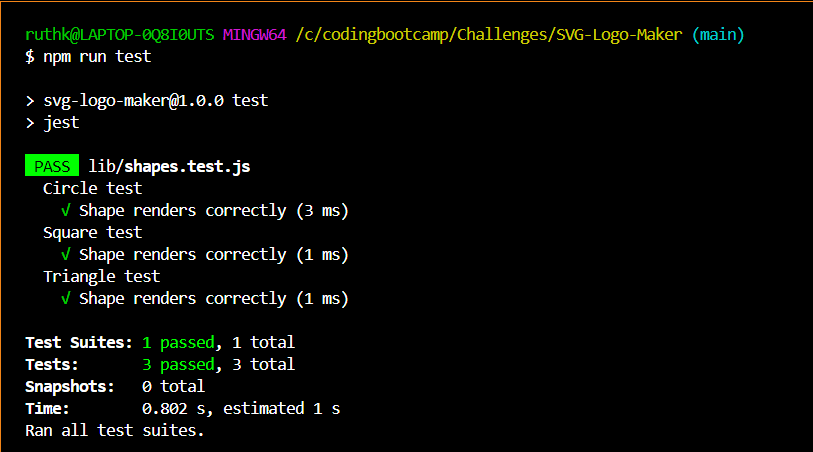 ruthk@LAPTOP-0Q8I0UTS MINGW64 /c/codingbootcamp/Challenges/SVG-Logo-Maker (main)
$ npm run test
> svg-logo-maker@1.0.0 test
> jest
PASS lib/shapes.test.js
Circle test
√ Shape renders correctly (3 ms)
Square test
√ Shape renders correctly (1 ms)
Triangle test
√ Shape renders correctly (1 ms)
Test Suites: 1 passed, 1 total
Tests: 3 passed, 3 total
Snapshots: 0 total
Time: 0.802 s, estimated 1 s
Ran all test suites.